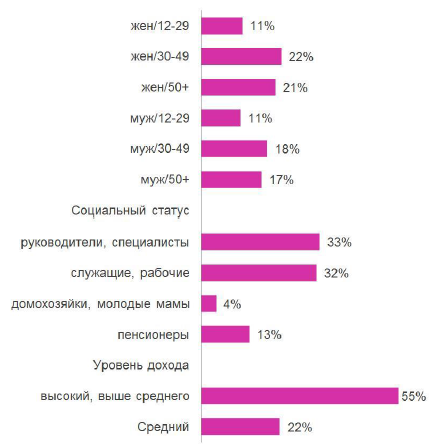 жен/12-29 11%
жен/30-49 22%
жен/50+ 21%
муж/12-29 11%
муж/30-49 18%
муж/50+ 17%
Социальный статус
руководители, специалисты 33%
служащие, рабочие 32%
домохозяйки, молодые мамы 4%
пенсионеры 13%
Уровень дохода
высокий, выше среднего 55%
Средний 22%